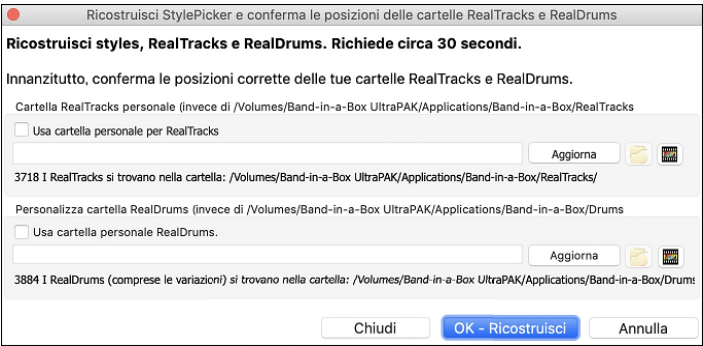 Ricostruisci StylePicker e conferma le posizioni delle cartelle RealTracks e RealDrums
Ricostruisci styles, RealTracks e RealDrums. Richiede circa 30 secondi.
Innanzitutto, conferma le posizioni corrette delle tue cartelle RealTracks e RealDrums.
Cartella RealTracks personale (invece di /Volumes/Band-in-a-Box UltraPAK/Applications/Band-in-a-Box/RealTracks
Usa cartella personale per RealTracks
Aggiorna
3718 I RealTracks si trovano nella cartella: /Volumes/Band-in-a-Box UltraPAK/Applications/Band-in-a-Box/RealTracks/
Personalizza cartella RealDrums (invece di /Volumes/Band-in-a-Box UltraPAK/Applications/Band-in-a-Box/Drums
Usa cartella personale RealDrums.
Aggiorna
3884 I RealDrums (comprese le variazioni) si trovano nella cartella: /Volumes/Band-in-a-Box UltraPAK/Applications/Band-in-a-Box/Drums
Chiudi OK - Ricostruisci Annulla